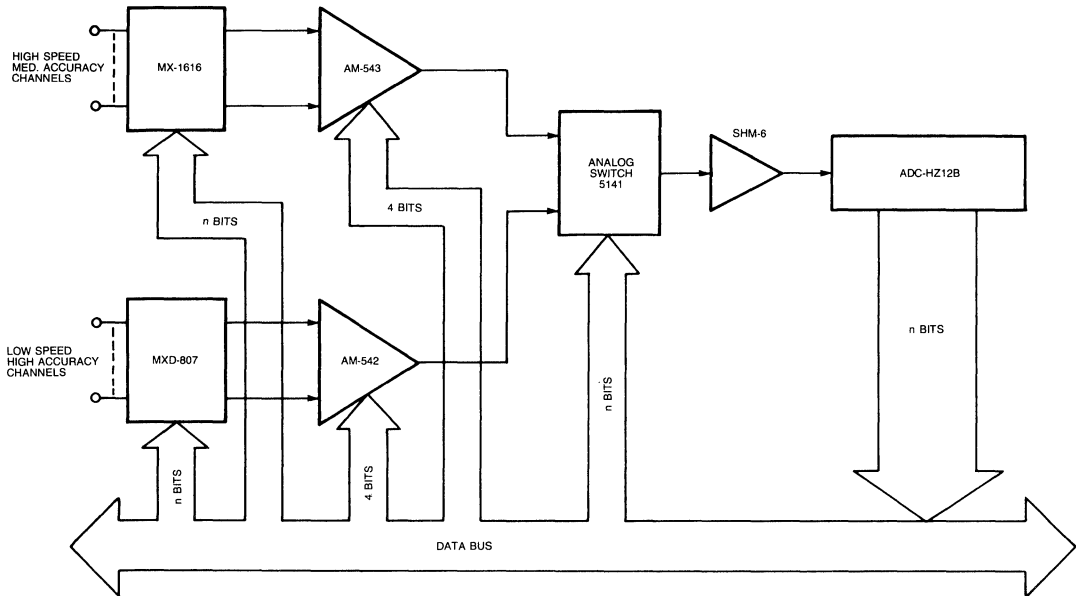 HIGH SPEED
MED. ACCURACY
CHANNELS
MX-1616
AM-543
SHM-6
ANALOG
SWITCH
5141
ADC-HZ12B
n BITS
4 BITS
LOW SPEED
HIGH ACCURACY
CHANNELS
MXD-807
AM-542
n BITS
n BITS
n BITS
4 BITS
DATA BUS